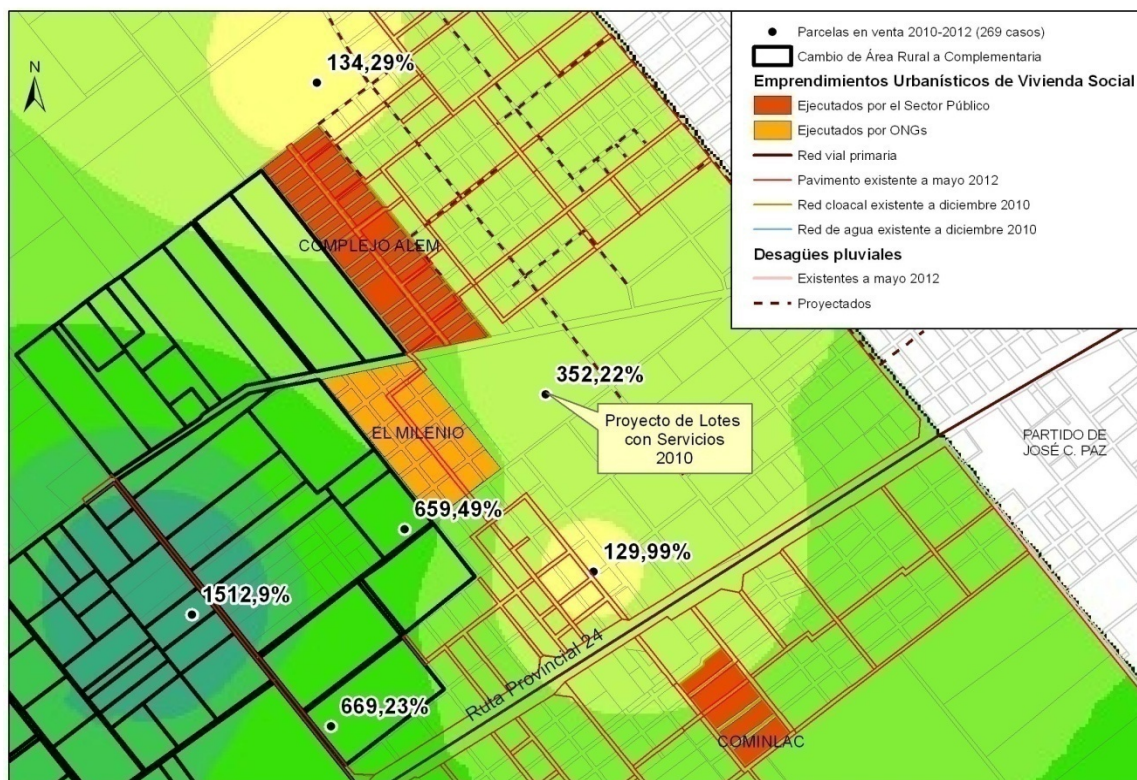 Parcelas en venta 2010-2012 (269 casos)
Cambio de Área Rural a Complementaria
Emprendimientos Urbanísticos de Vivienda Social
Ejecutados por el Sector Público
Ejecutados por ONGs
Red vial primaria
Pavimento existente a mayo 2012
Red cloacal existente a diciembre 2010
Red de agua existente a diciembre 2010
Desagües pluviales
Existentes a mayo 2012
Proyectados
N
134,29%
COMPLEJO ALEM
352,22%
Proyecto de Lotes
con Servicios
2010
EL MILENIO
PARTIDO DE
JOSÉ C. PAZ
659,49%
129,99%
1512,9%
Ruta Provincial 24
669,23%
COMINLAC